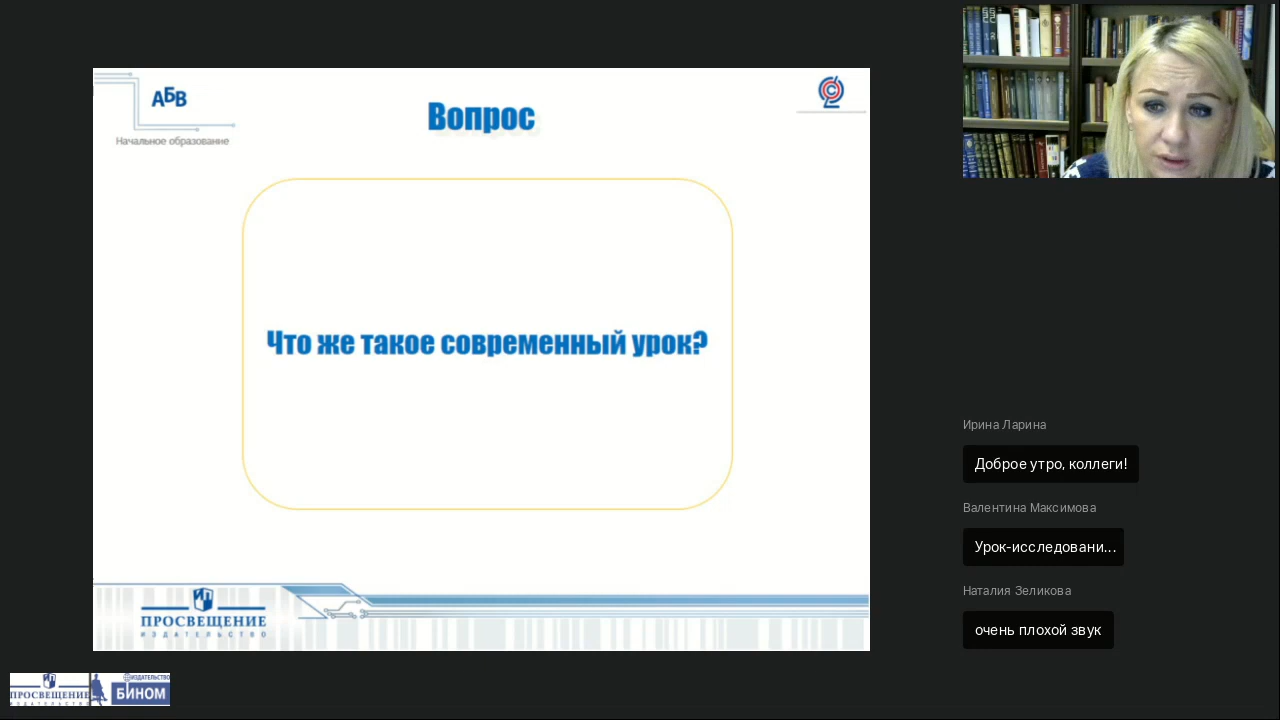 АБВ
Начальное образование
Вопрос
Что же такое современный урок?
ПРОСВЕЩЕНИЕ
ИЗДАТЕЛЬСТВО
Ирина Ларина
Доброе утро, коллеги!
Валентина Максимова
Урок-исследовани...
Наталия Зеликова
очень плохой звук
ПРОСВЕЩЕНИЕ
ИЗДАТЕЛЬСТВО
ИЗДАТЕЛЬСТВО
БИНОМ